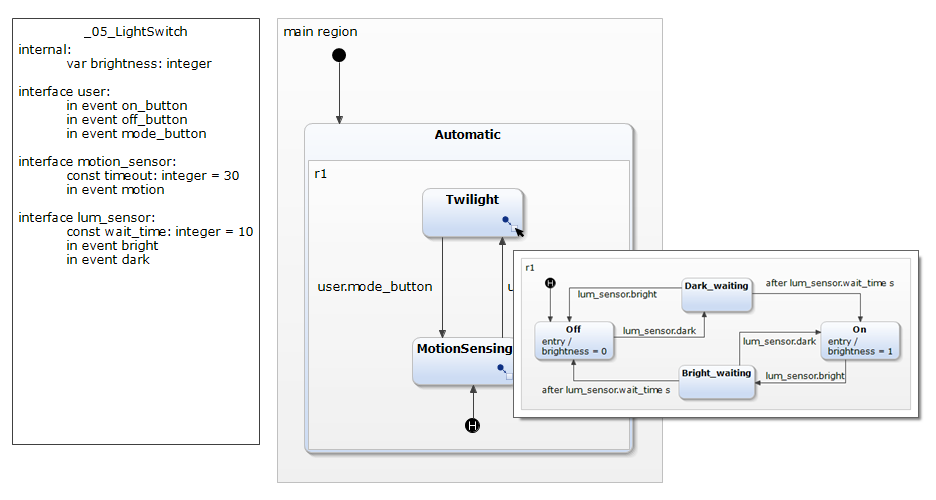 _05_LightSwitch
internal:
var brightness: integer
interface user:
in event on_button
in event off_button
in event mode_button
interface motion_sensor:
const timeout: integer = 30
in event motion
interface lum_sensor:
const wait_time: integer = 10
in event bright
in event dark
main region
Automatic
r1
Twilight
user.mode_button
MotionSensing
H
r1
H
Dark_waiting
after lum_sensor.wait_time s
lum_sensor.bright
Off
entry /
brightness = 0
lum_sensor.dark
On
entry /
brightness = 1
lum_sensor.dark
Bright_waiting
lum_sensor.bright
after lum_sensor.wait_time s